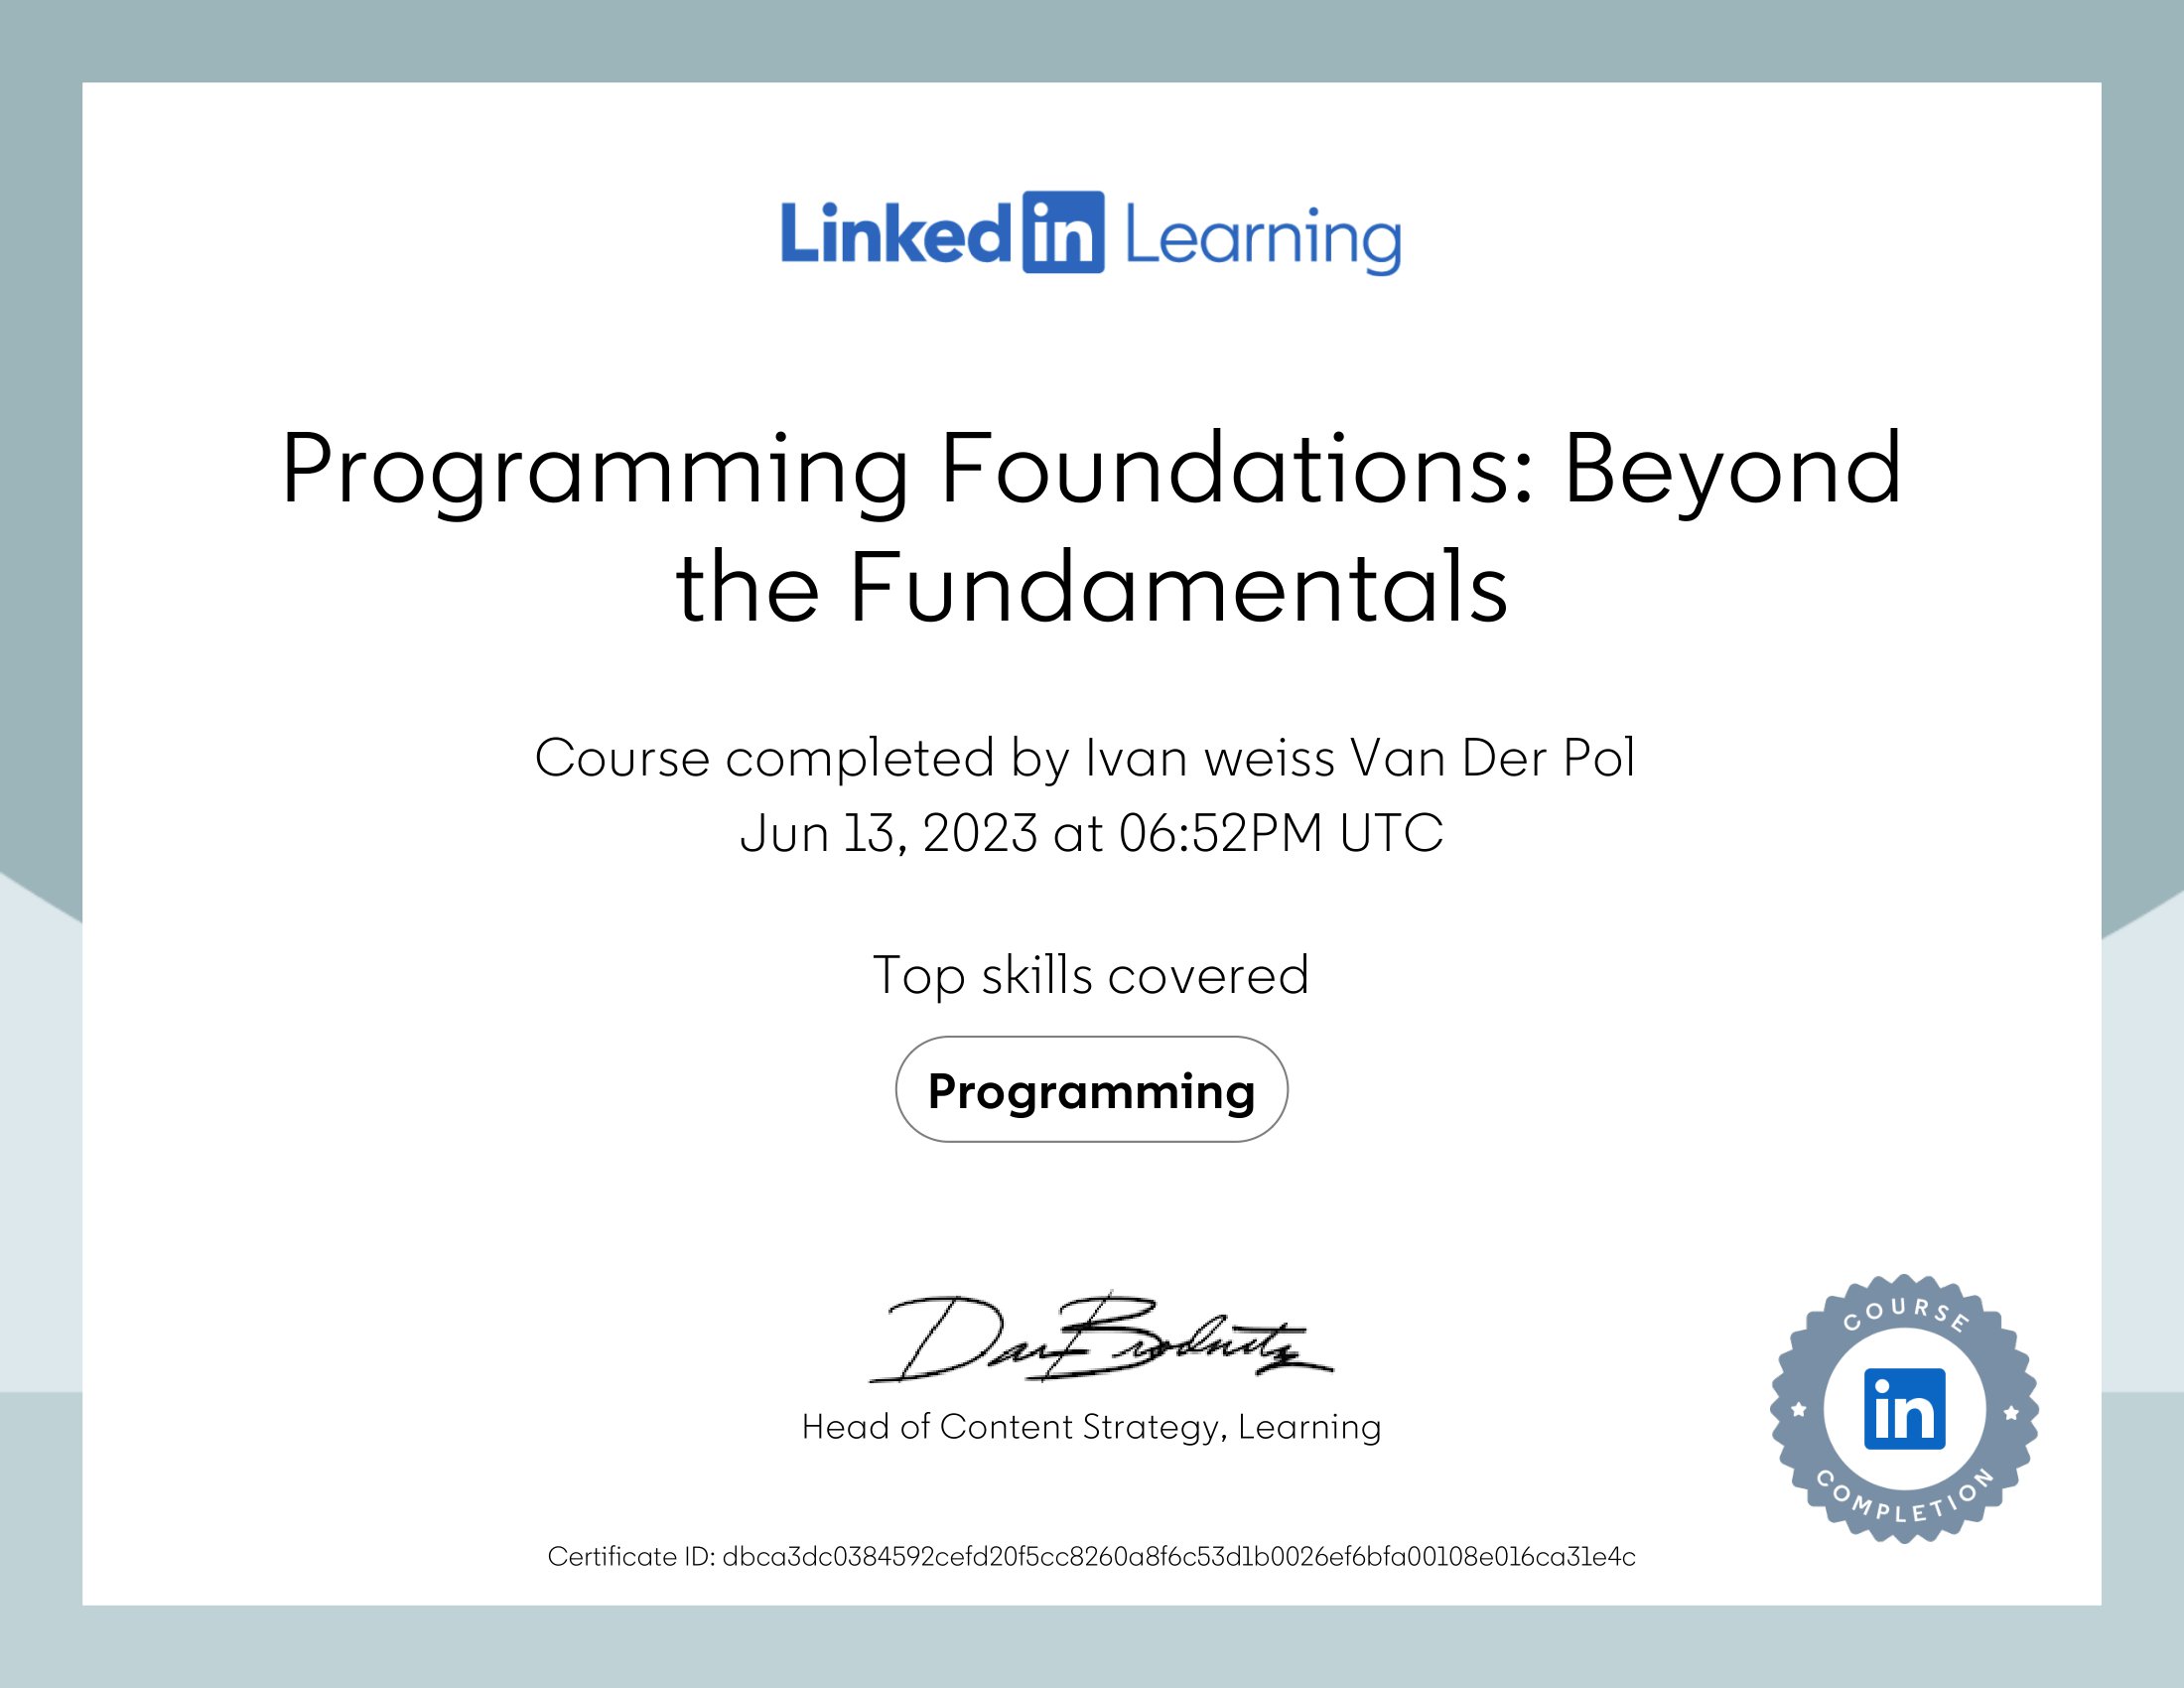 Linked in Learning
Programming Foundations: Beyond
the Fundamentals
Course completed by Ivan weiss Van Der Pol
Jun 13, 2023 at 06:52PM UTC
Top skills covered
Programming
Dan Brodnitz
Head of Content Strategy, Learning
COURSE
in
COMPLETION
Certificate ID: dbca3dc0384592cefd20f5cc8260a8f6c53d1b0026ef6bfa00108e016ca31e4c